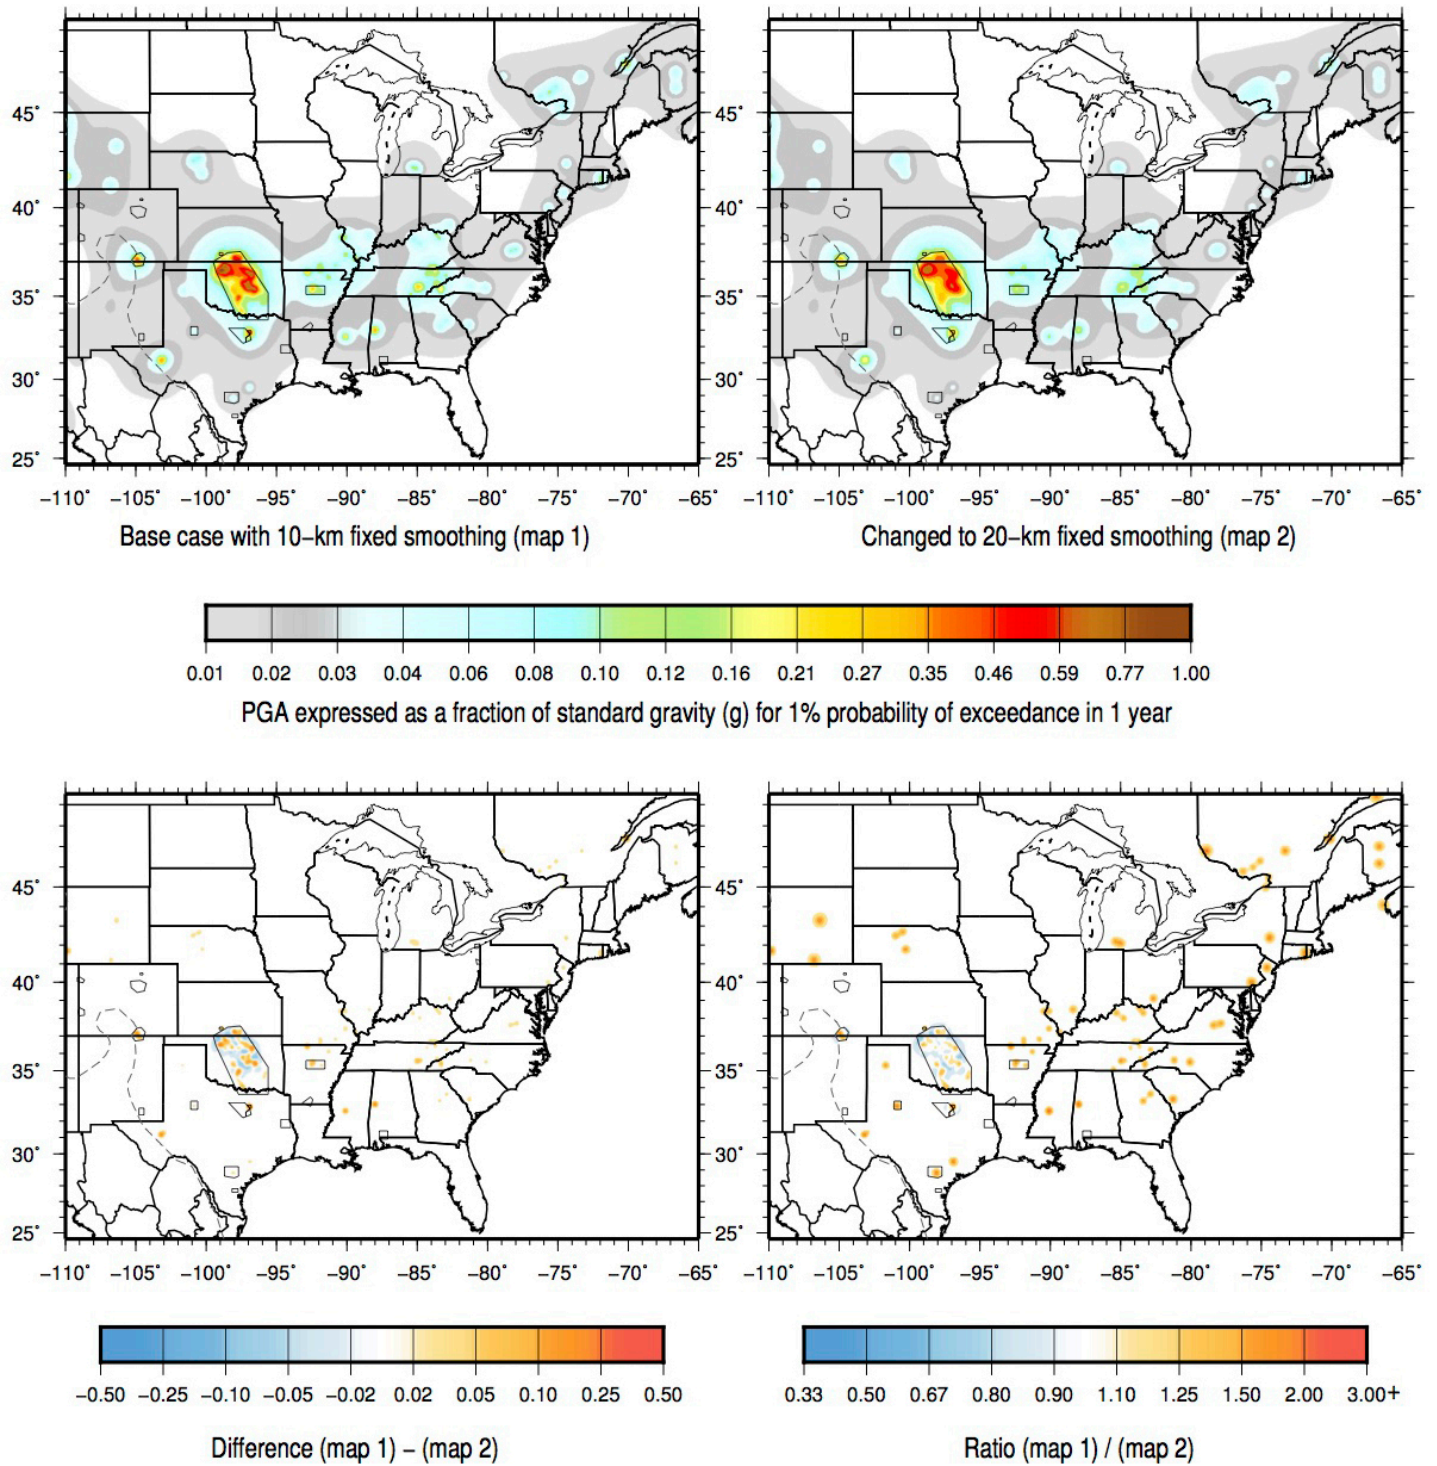 45˚ 45˚
40˚ 40˚
35˚ 35˚
30˚ 30˚
25˚ 25˚
−110˚ −105˚ −100˚ −95˚ −90˚ −85˚ −80˚ −75˚ −70˚ −65˚ −110˚ −105˚ −100˚ −95˚ −90˚ −85˚ −80˚ −75˚ −70˚ −65˚
Base case with 10−km fixed smoothing (map 1) Changed to 20−km fixed smoothing (map 2)
0.01 0.02 0.03 0.04 0.06 0.08 0.10 0.12 0.16 0.21 0.27 0.35 0.46 0.59 0.77 1.00
PGA expressed as a fraction of standard gravity (g) for 1% probability of exceedance in 1 year
45˚ 45˚
40˚ 40˚
35˚ 35˚
30˚ 30˚
25˚ 25˚
−110˚ −105˚ −100˚ −95˚ −90˚ −85˚ −80˚ −75˚ −70˚ −65˚ −110˚ −105˚ −100˚ −95˚ −90˚ −85˚ −80˚ −75˚ −70˚ −65˚
−0.50 −0.25 −0.10 −0.05 −0.02 0.02 0.05 0.10 0.25 0.50 0.33 0.50 0.67 0.80 0.90 1.10 1.25 1.50 2.00 3.00+
Difference (map 1) − (map 2) Ratio (map 1) / (map 2)